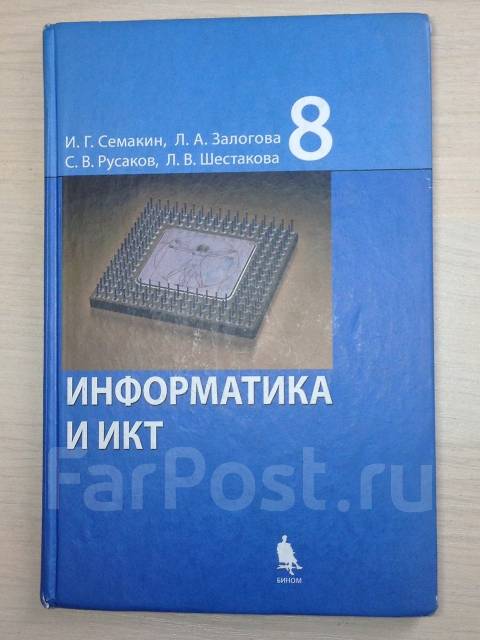 8
И. Г. Семакин, Л. А. Залогова
С. В. Русаков, Л. В. Шестакова
ИНФОРМАТИКА
И ИКТ
FarPost.ru
БИНОМ